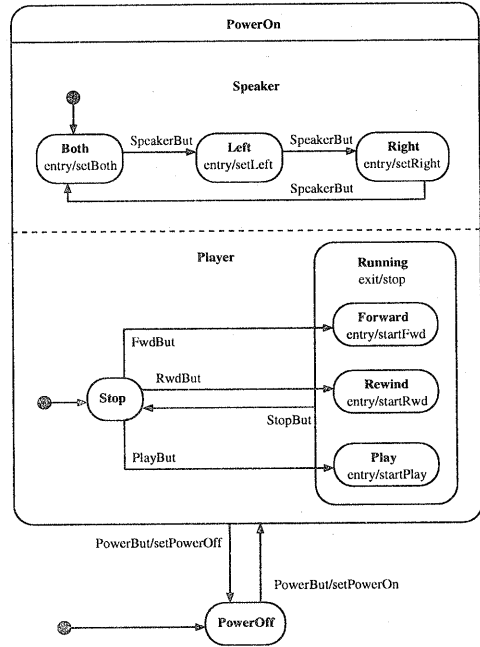 PowerOn
Speaker
Both
entry/setBoth
SpeakerBut
Left
entry/setLeft
SpeakerBut
Right
entry/setRight
SpeakerBut
Player
Running
exit/stop
Forward
entry/startFwd
FwdBut
RwdBut
Rewind
entry/startRwd
Stop
StopBut
PlayBut
Play
entry/startPlay
PowerBut/setPowerOff
PowerBut/setPowerOn
PowerOff